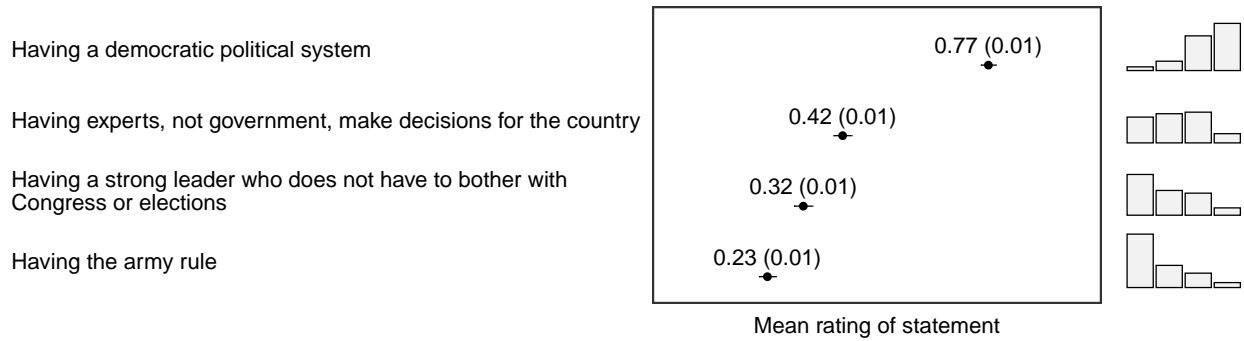 Having a democratic political system
0.77 (0.01)
Having experts, not government, make decisions for the country
0.42 (0.01)
Having a strong leader who does not have to bother with
Congress or elections
0.32 (0.01)
Having the army rule
0.23 (0.01)
Mean rating of statement